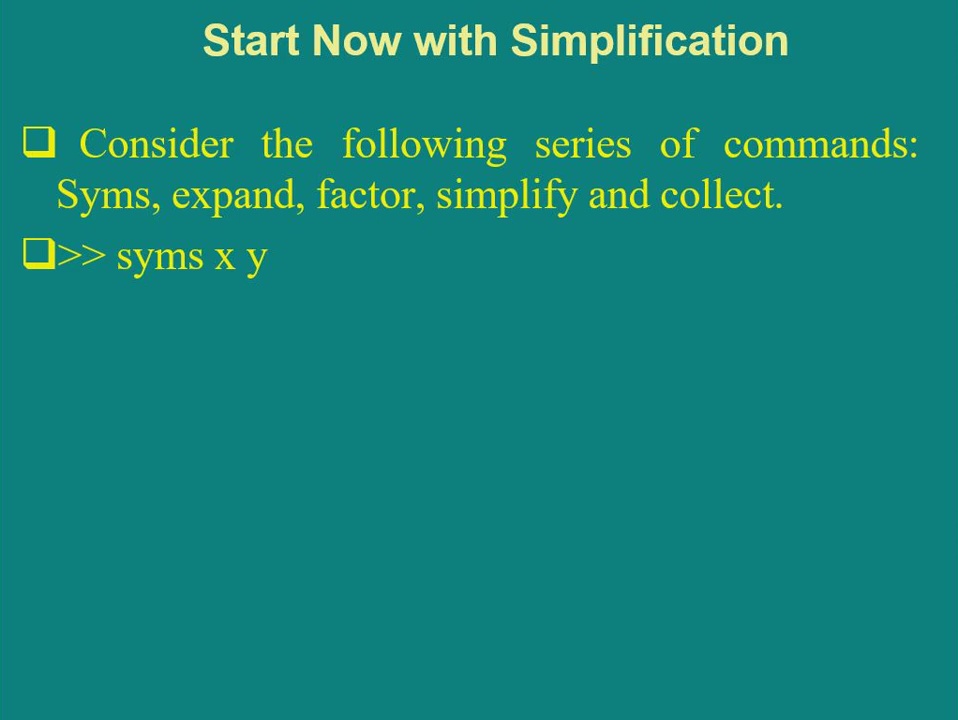 Start Now with Simplification
❑ Consider the following series of commands:
Syms, expand, factor, simplify and collect.
❑>> syms x y